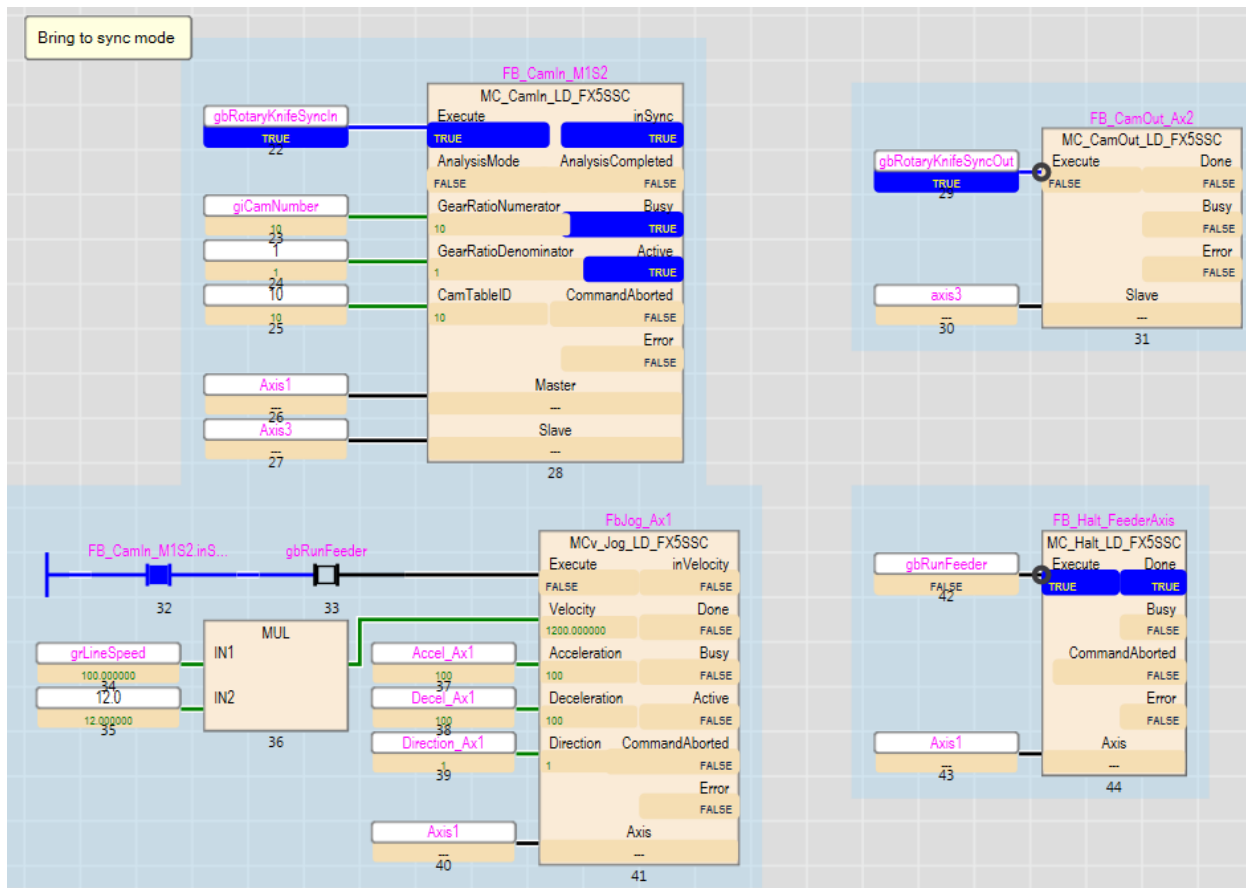 Bring to sync mode
FB_CamIn_M1S2
MC_CamIn_LD_FX5SSC
gbRotaryKnifeSyncIn
TRUE
22
Execute
inSync
TRUE
TRUE
AnalysisMode
AnalysisCompleted
FALSE
FALSE
giCamNumber
10
23
GearRatioNumerator
Busy
10
TRUE
1
1
24
GearRatioDenominator
Active
1
TRUE
10
10
25
CamTableID
CommandAborted
10
FALSE
Error
FALSE
Axis1
---
26
Master
---
Axis3
---
27
Slave
---
28
FB_CamOut_Ax2
MC_CamOut_LD_FX5SSC
gbRotaryKnifeSyncOut
TRUE
29
Execute
Done
FALSE
FALSE
Busy
FALSE
Error
FALSE
axis3
---
30
Slave
---
31
FbJog_Ax1
MCv_Jog_LD_FX5SSC
FB_CamIn_M1S2.inS...
32
gbRunFeeder
33
Execute
inVelocity
FALSE
FALSE
Velocity
Done
1200.000000
FALSE
MUL
grLineSpeed
100.000000
34
IN1
12.0
12.000000
35
IN2
36
Accel_Ax1
100
37
Acceleration
Busy
100
FALSE
Decel_Ax1
100
38
Deceleration
Active
100
FALSE
Direction_Ax1
1
39
Direction
CommandAborted
1
FALSE
Error
FALSE
Axis1
---
40
Axis
---
41
FB_Halt_FeederAxis
MC_Halt_LD_FX5SSC
gbRunFeeder
FALSE
42
Execute
Done
TRUE
TRUE
Busy
FALSE
CommandAborted
FALSE
Error
FALSE
Axis1
---
43
Axis
---
44